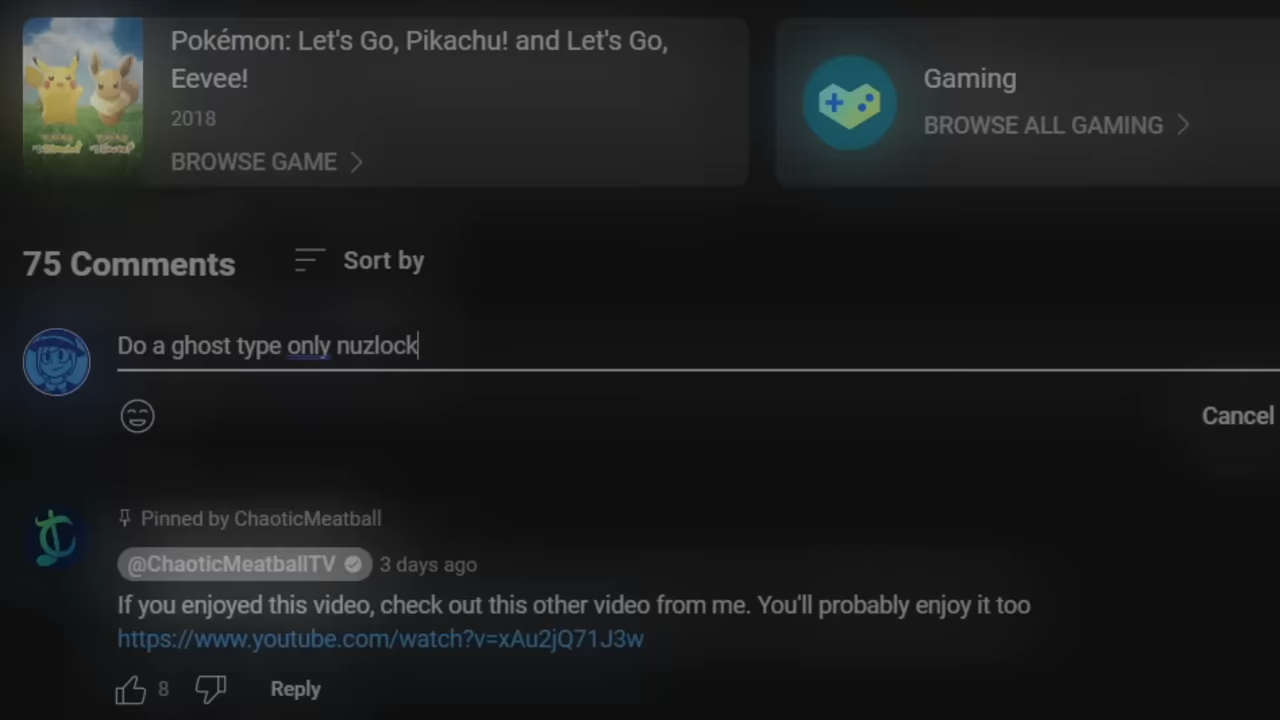 Pokémon: Let's Go, Pikachu! and Let's Go,
Eevee!
2018
BROWSE GAME
Gaming
BROWSE ALL GAMING
75 Comments
Sort by
Do a ghost type only nuzlock
Cancel
Pinned by ChaoticMeatball
@ChaoticMeatballTV 3 days ago
If you enjoyed this video, check out this other video from me. You'll probably enjoy it too
https://www.youtube.com/watch?v=xAu2jQ71J3w
8
Reply